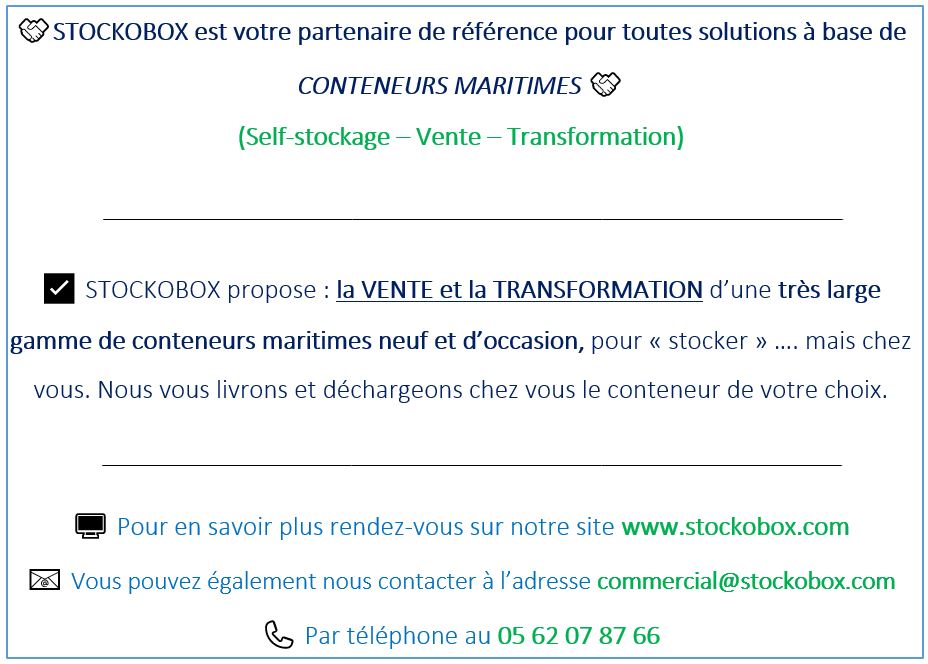 STOCKOBOX est votre partenaire de référence pour toutes solutions à base de
CONTENEURS MARITIMES
(Self-stockage – Vente – Transformation)
STOCKOBOX propose : la VENTE et la TRANSFORMATION d’une très large
gamme de conteneurs maritimes neuf et d’occasion, pour « stocker » …. mais chez
vous. Nous vous livrons et déchargeons chez vous le conteneur de votre choix.
Pour en savoir plus rendez-vous sur notre site www.stockobox.com
Vous pouvez également nous contacter à l’adresse commercial@stockobox.com
Par téléphone au 05 62 07 87 66